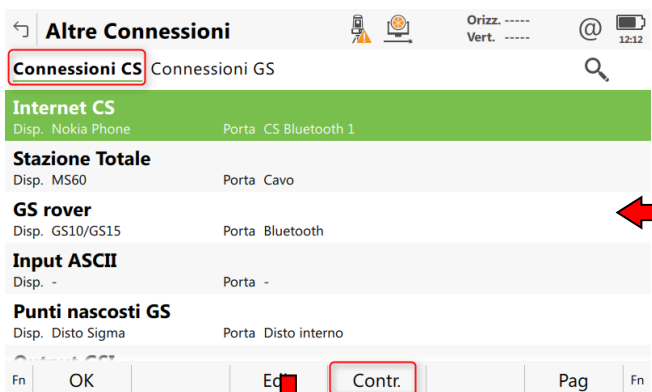 Altre Connessioni
Orizz. -----
Vert. -----
@
12:12
Connessioni CS Connessioni GS
Internet CS
Disp. Nokia Phone Porta CS Bluetooth 1
Stazione Totale
Disp. MS60 Porta Cavo
GS rover
Disp. GS10/GS15 Porta Bluetooth
Input ASCII
Disp. - Porta -
Punti nascosti GS
Disp. Disto Sigma Porta Disto interno
Fn OK Contr. Pag Fn